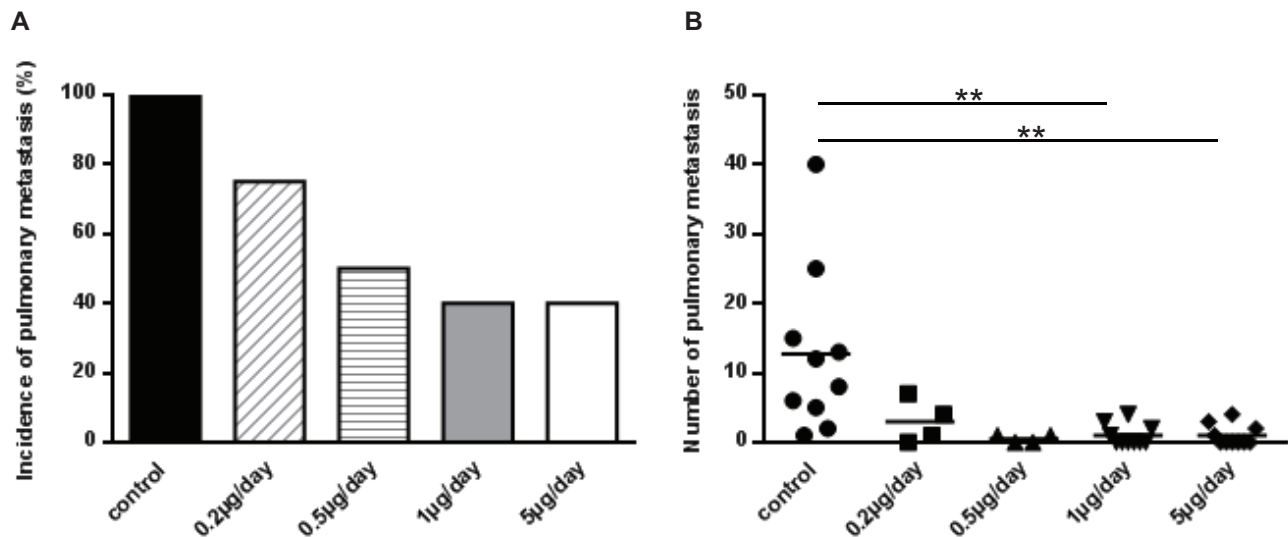 A
Incidence of pulmonary metastasis (%)
100
80
60
40
20
0
control
0.2µg/day
0.5µg/day
1µg/day
5µg/day
B
Number of pulmonary metastasis
50
40
30
20
10
0
**
**
control
0.2µg/day
0.5µg/day
1µg/day
5µg/day